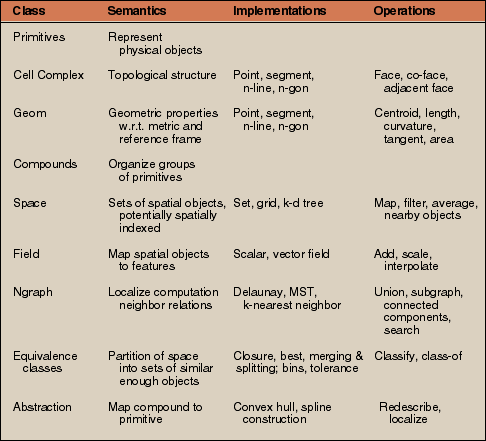 Class Semantics Implementations Operations
Primitives Represent
physical objects
Cell Complex Topological structure Point, segment, Face, co-face,
n-line, n-gon adjacent face
Geom Geometric properties Point, segment, Centroid, length,
w.r.t. metric and n-line, n-gon curvature,
reference frame tangent, area
Compounds Organize groups
of primitives
Space Sets of spatial objects, Set, grid, k-d tree Map, filter, average,
potentially spatially nearby objects
indexed
Field Map spatial objects Scalar, vector field Add, scale,
to features interpolate
Ngraph Localize computation Delaunay, MST, Union, subgraph,
neighbor relations k-nearest neighbor connected
components,
search
Equivalence Partition of space Closure, best, merging & Classify, class-of
classes into sets of similar splitting; bins, tolerance
enough objects
Abstraction Map compound to Convex hull, spline Redescribe,
primitive construction localize